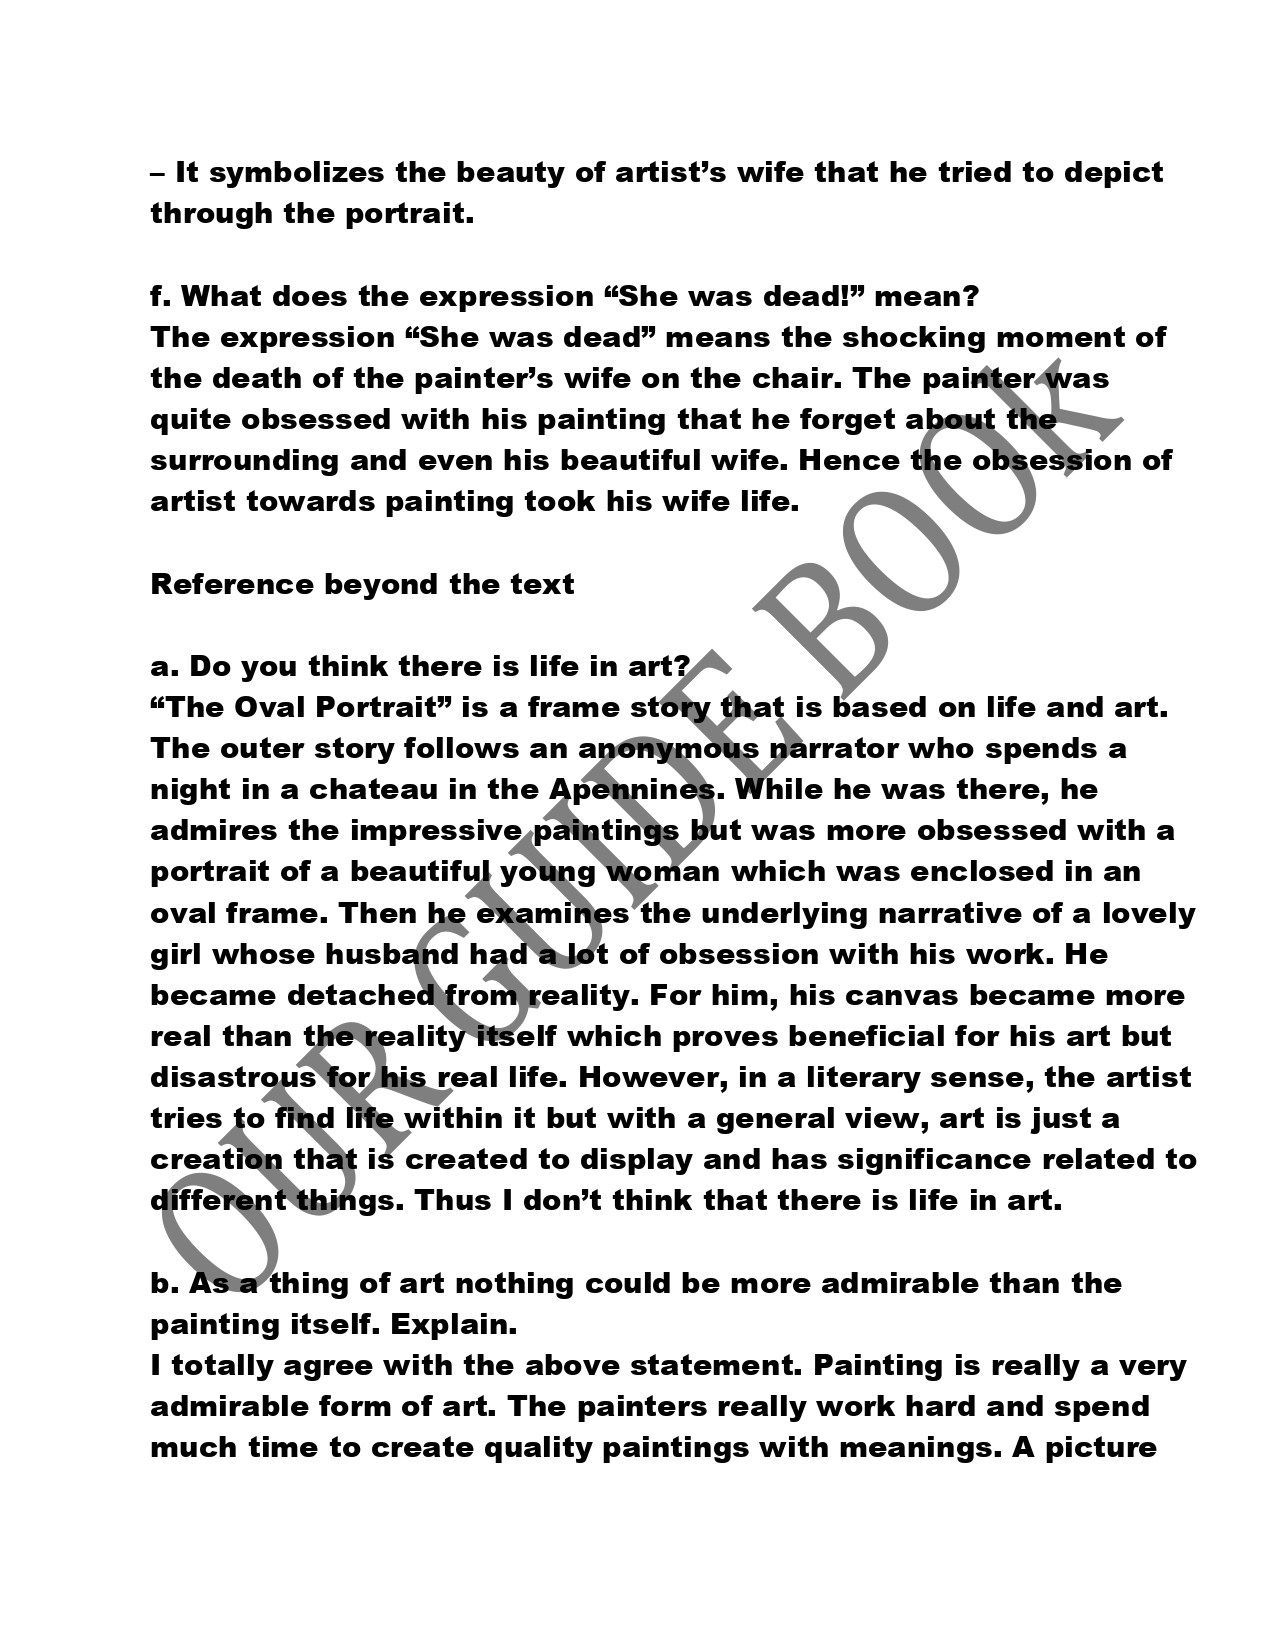 – It symbolizes the beauty of artist’s wife that he tried to depict
through the portrait.
f. What does the expression “She was dead!” mean?
The expression “She was dead” means the shocking moment of
the death of the painter’s wife on the chair. The painter was
quite obsessed with his painting that he forget about the
surrounding and even his beautiful wife. Hence the obsession of
artist towards painting took his wife life.
Reference beyond the text
a. Do you think there is life in art?
“The Oval Portrait” is a frame story that is based on life and art.
The outer story follows an anonymous narrator who spends a
night in a chateau in the Apennines. While he was there, he
admires the impressive paintings but was more obsessed with a
portrait of a beautiful young woman which was enclosed in an
oval frame. Then he examines the underlying narrative of a lovely
girl whose husband had a lot of obsession with his work. He
became detached from reality. For him, his canvas became more
real than the reality itself which proves beneficial for his art but
disastrous for his real life. However, in a literary sense, the artist
tries to find life within it but with a general view, art is just a
creation that is created to display and has significance related to
different things. Thus I don’t think that there is life in art.
b. As a thing of art nothing could be more admirable than the
painting itself. Explain.
I totally agree with the above statement. Painting is really a very
admirable form of art. The painters really work hard and spend
much time to create quality paintings with meanings. A picture
OUR GUIDE BOOk